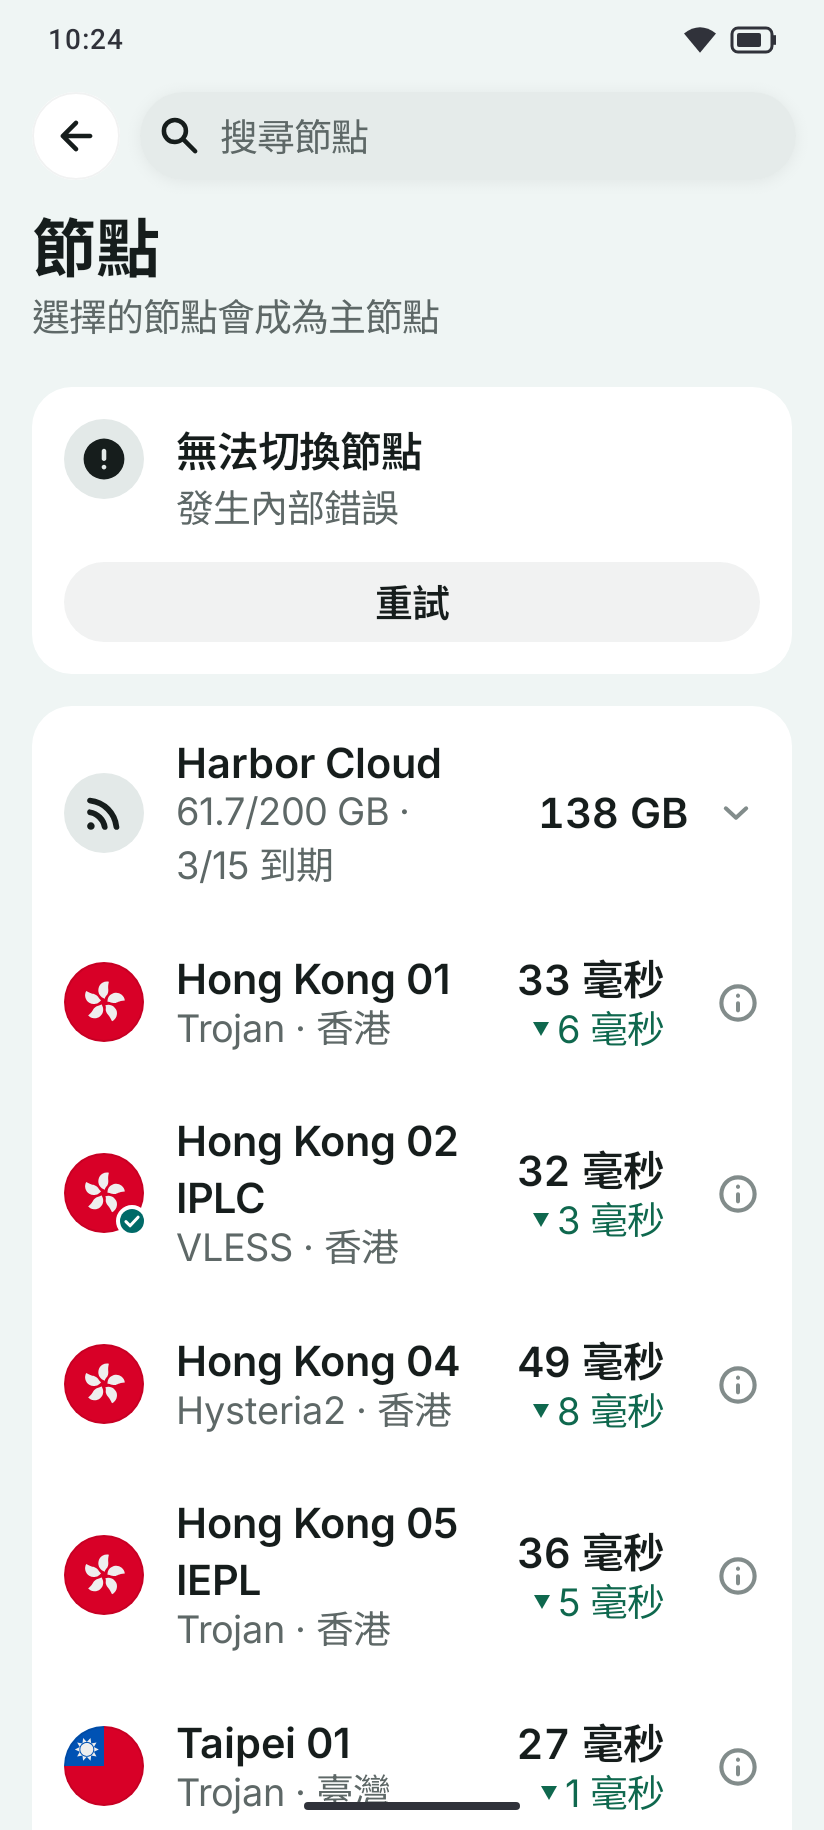 10:24
搜尋節點
節點
選擇的節點會成為主節點
無法切換節點
發生內部錯誤
重試
Harbor Cloud
61.7/200 GB ·
3/15 到期
138 GB
Hong Kong 01
Trojan · 香港
33 毫秒
▼6 毫秒
Hong Kong 02
IPLC
VLESS · 香港
32 毫秒
▼3 毫秒
Hong Kong 04
Hysteria2 · 香港
49 毫秒
▼8 毫秒
Hong Kong 05
IEPL
Trojan · 香港
36 毫秒
▼5 毫秒
Taipei 01
Trojan · 臺灣
27 毫秒
▼1 毫秒